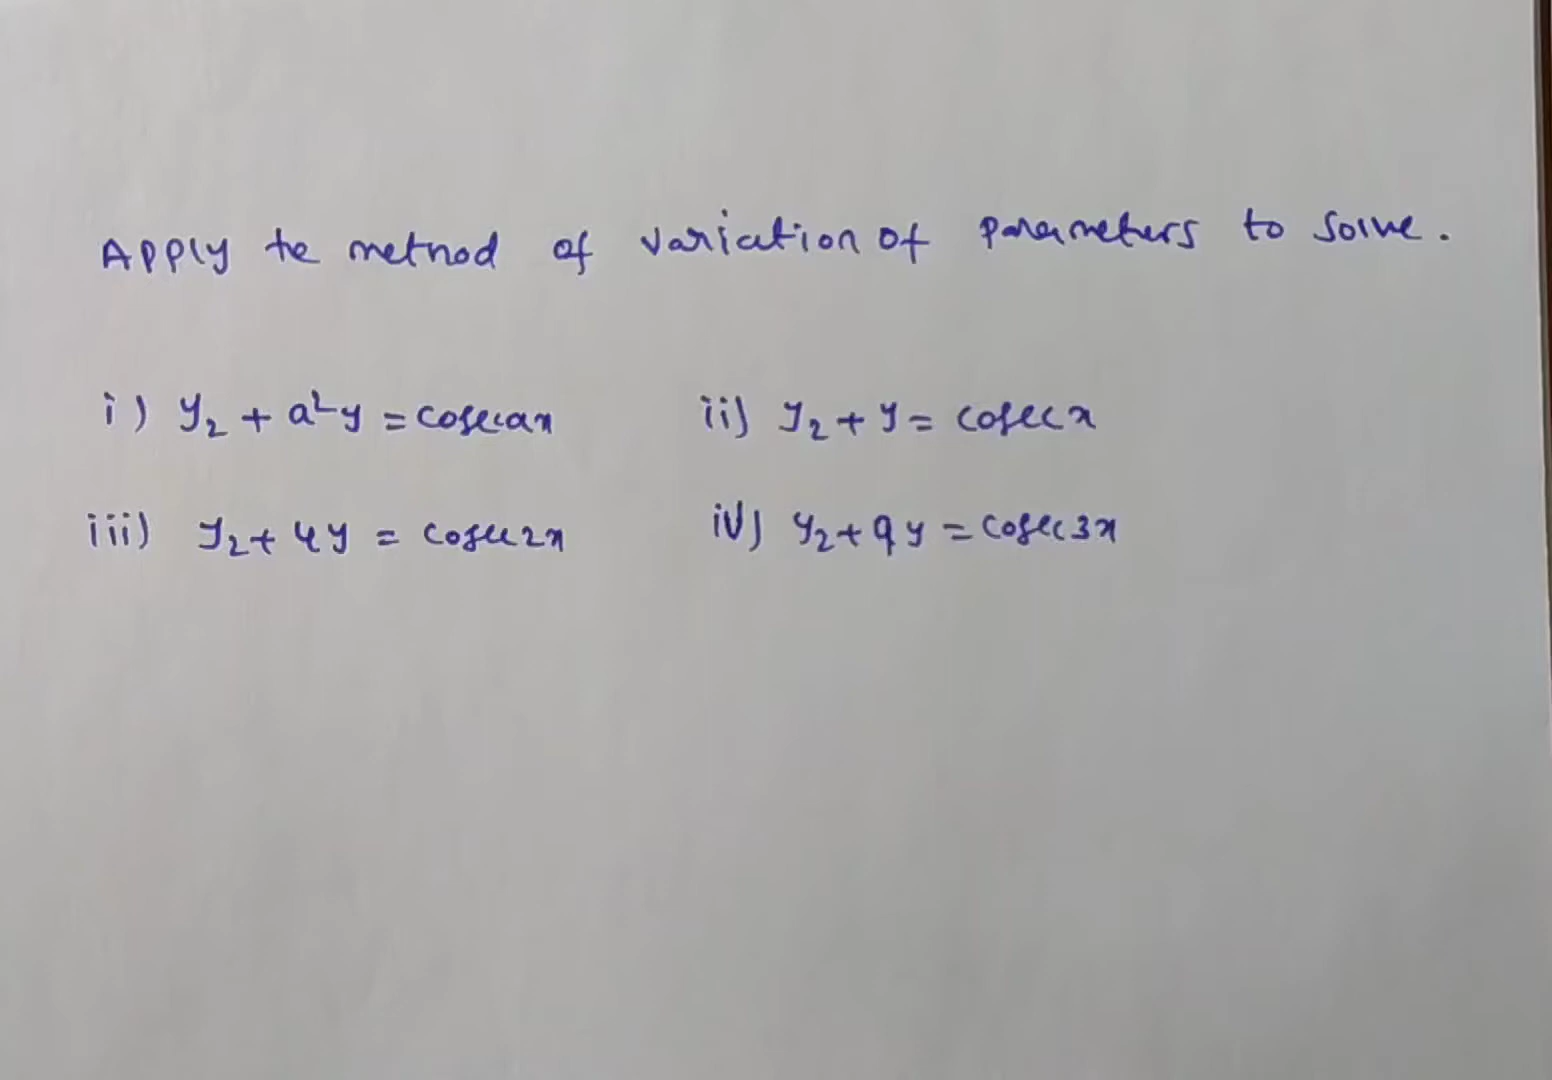 Apply te method of variation of parameters to solve.
i) y₂ + a²y = cosecax ii) y₂ + y = cosecx
iii) y₂ + 4y = cosec2x iv) y₂ + 9y = cosec3x